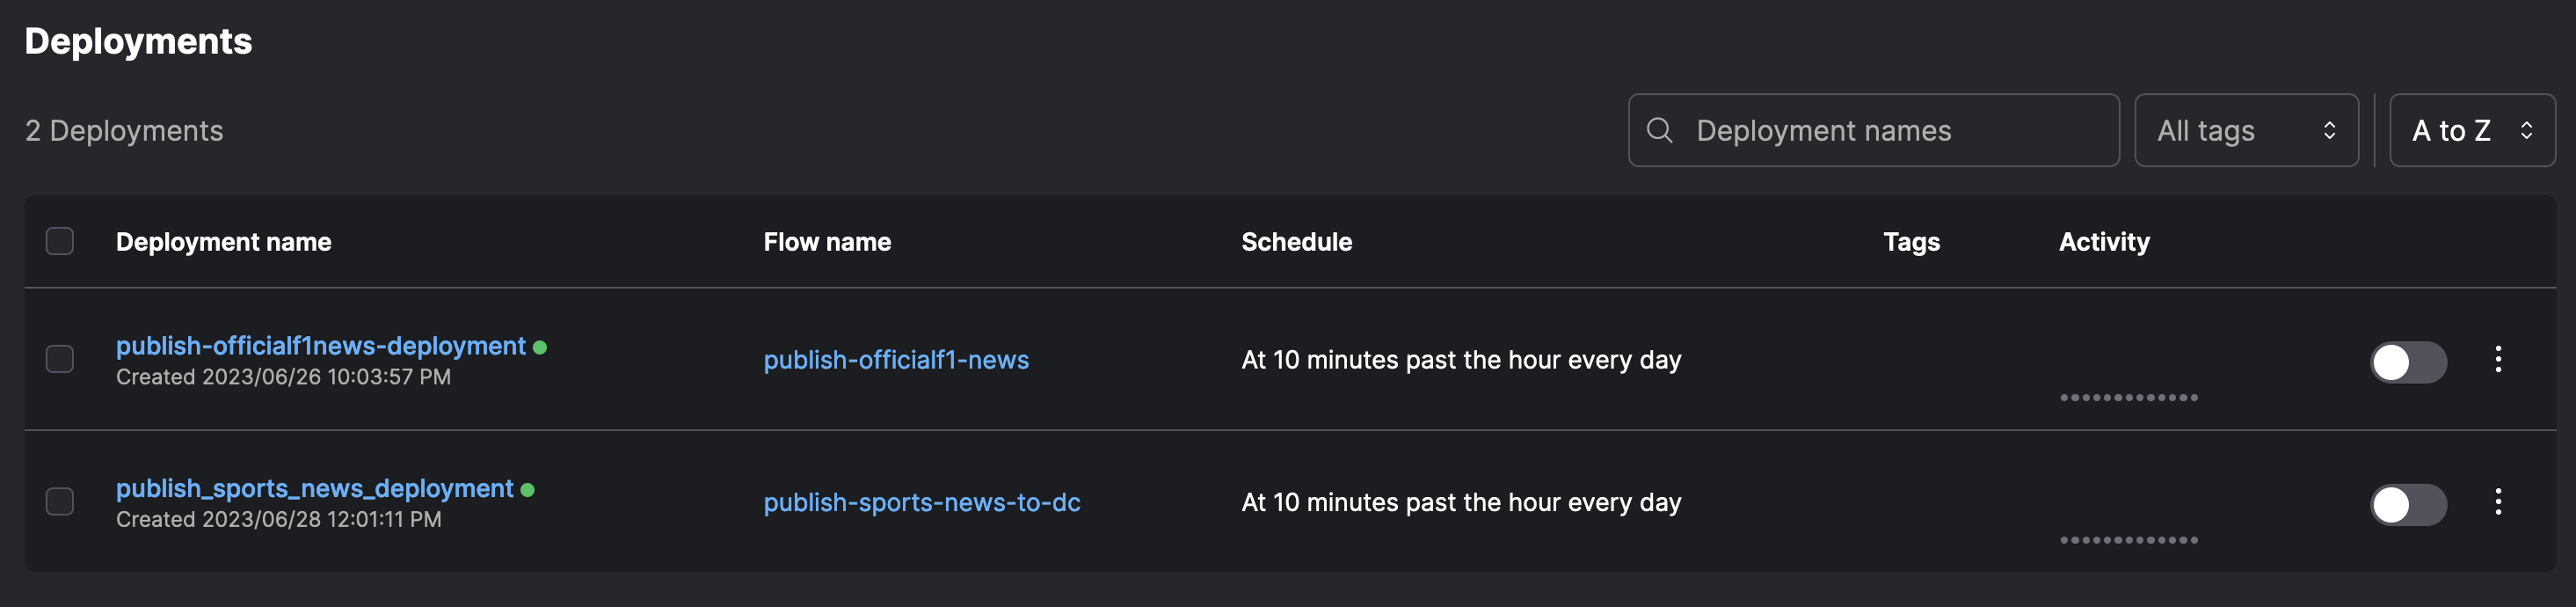 Deployments
2 Deployments
Deployment names
All tags
A to Z
Deployment name Flow name Schedule Tags Activity
publish-officialf1news-deployment
Created 2023/06/26 10:03:57 PM
publish-officialf1-news
At 10 minutes past the hour every day
publish_sports_news_deployment
Created 2023/06/28 12:01:11 PM
publish-sports-news-to-dc
At 10 minutes past the hour every day